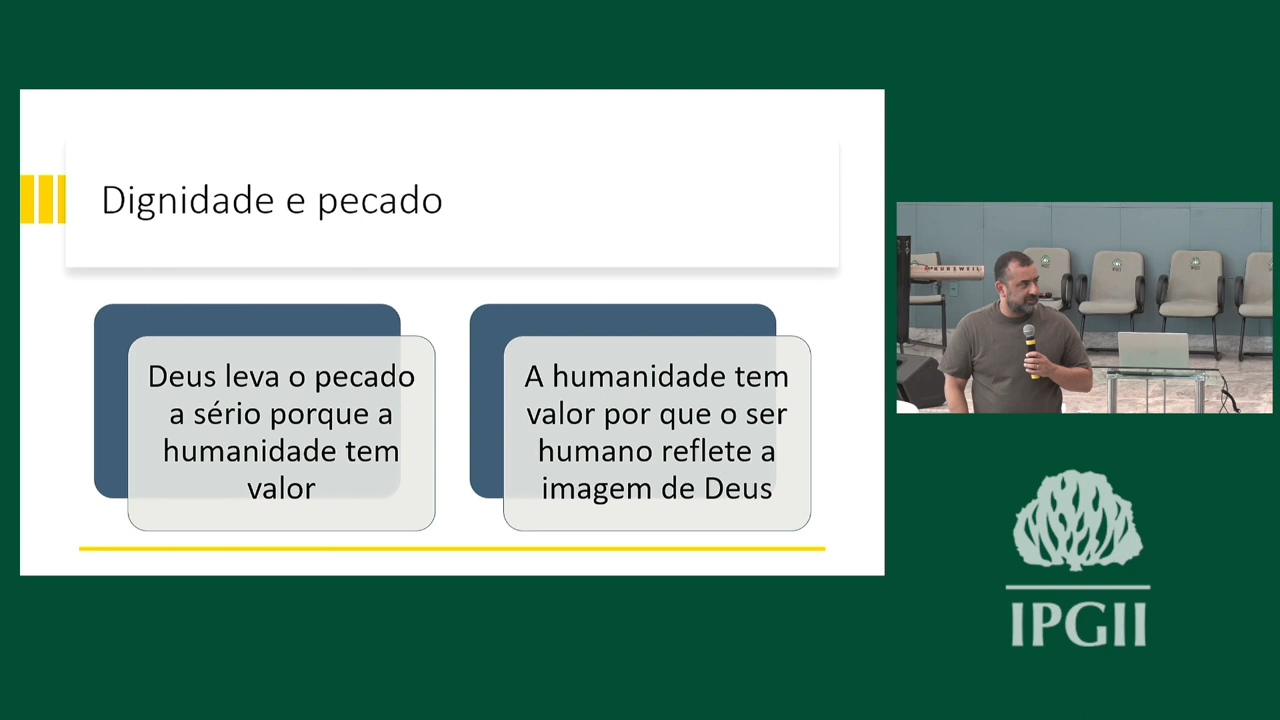 Dignidade e pecado
Deus leva o pecado
a sério porque a
humanidade tem
valor
A humanidade tem
valor por que o ser
humano reflete a
imagem de Deus
KURZWEIL
IPGII